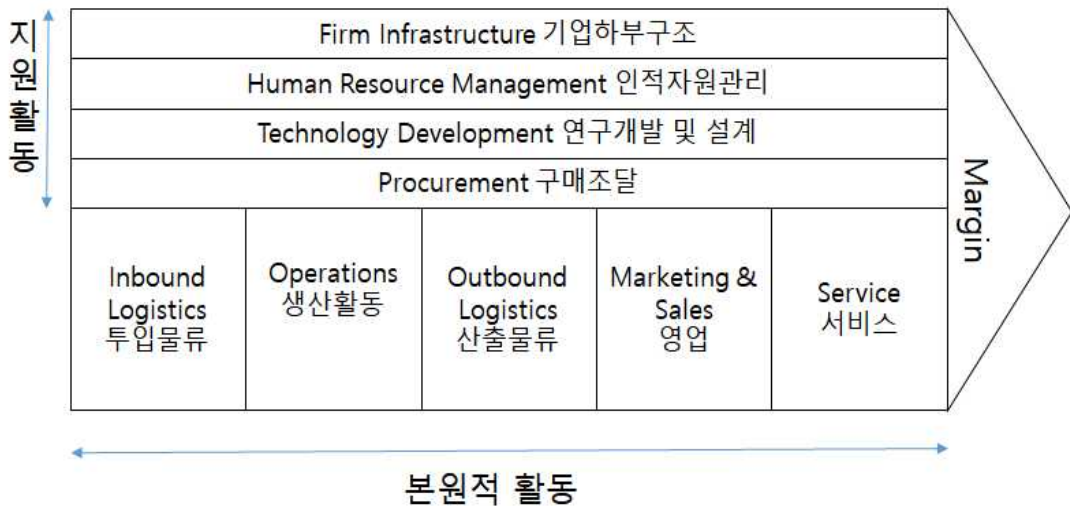 지원활동
Firm Infrastructure 기업하부구조
Human Resource Management 인적자원관리
Technology Development 연구개발 및 설계
Procurement 구매조달
Margin
Inbound
Logistics
투입물류
Operations
생산활동
Outbound
Logistics
산출물류
Marketing &
Sales
영업
Service
서비스
본원적 활동